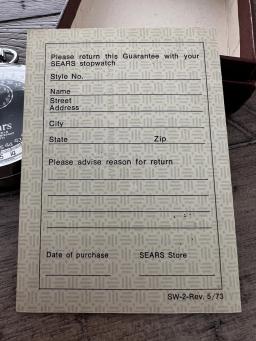 Please return this Guarantee with your
SEARS stopwatch
Style No.
Name
Street
Address
City
State Zip
Please advise reason for return
Date of purchase SEARS Store
SW-2-Rev. 5/73